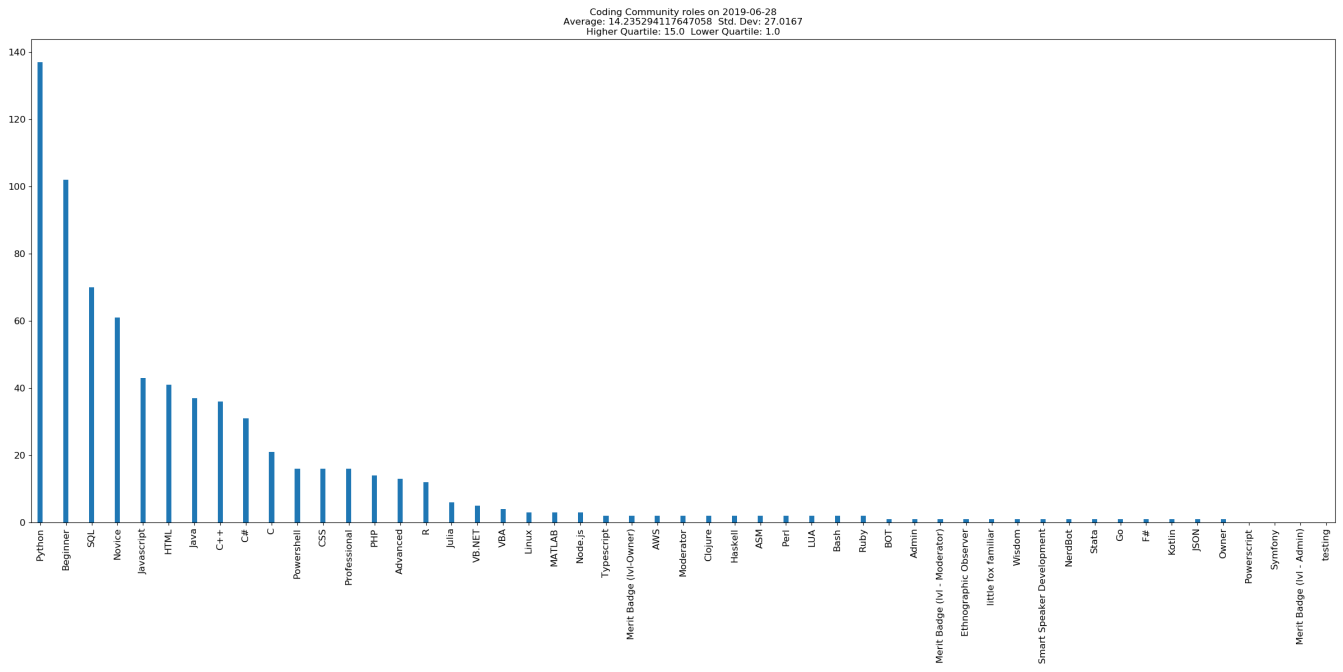 Coding Community roles on 2019-06-28
Average: 14.235294117647058  Std. Dev: 27.0167
Higher Quartile: 15.0  Lower Quartile: 1.0
140
120
100
80
60
40
20
0
Python
Beginner
SQL
Novice
Javascript
HTML
Java
C++
C#
C
Powershell
CSS
Professional
PHP
Advanced
R
Julia
VB.NET
VBA
Linux
MATLAB
Node.js
Typescript
Merit Badge (lvl-Owner)
AWS
Moderator
Clojure
Haskell
ASM
Perl
LUA
Bash
Ruby
BOT
Admin
Merit Badge (lvl - Moderator)
Ethnographic Observer
little fox familiar
Wisdom
Smart Speaker Development
NerdBot
Stata
Go
F#
Kotlin
JSON
Owner
Powerscript
Symfony
Merit Badge (lvl - Admin)
testing